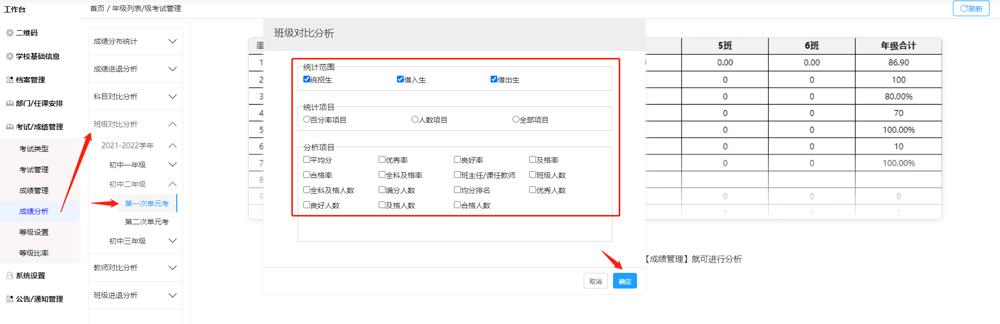 工作台
首页 / 年级列表/级考试管理
刷新
二维码
学校基础信息
档案管理
部门/任课安排
考试/成绩管理
考试类型
考试管理
成绩管理
成绩分析
等级设置
等级比率
系统设置
公告/通知管理
成绩分布统计
成绩进退分析
科目对比分析
班级对比分析
2021-2022学年
初中一年级
初中二年级
第一次单元考
第二次单元考
初中三年级
教师对比分析
班级进退分析
班级对比分析
统计范围
统招生 借入生 借出生
统计项目
百分率项目 人数项目 全部项目
分析项目
平均分 优秀率 良好率 及格率
合格率 全科及格率 班主任/课任教师 班级人数
全科及格人数 满分人数 均分排名 优秀人数
良好人数 及格人数 合格人数
取消 确定
5班 6班 年级合计
1 0.00 0.00 86.90
2 0 0 100
3 0 0 80.00%
4 0 0 70
5 0 0 100.00%
6 0 0 10
7 0 0 100.00%
8
9 0 0 0
0 0 2
【成绩管理】就可进行分析